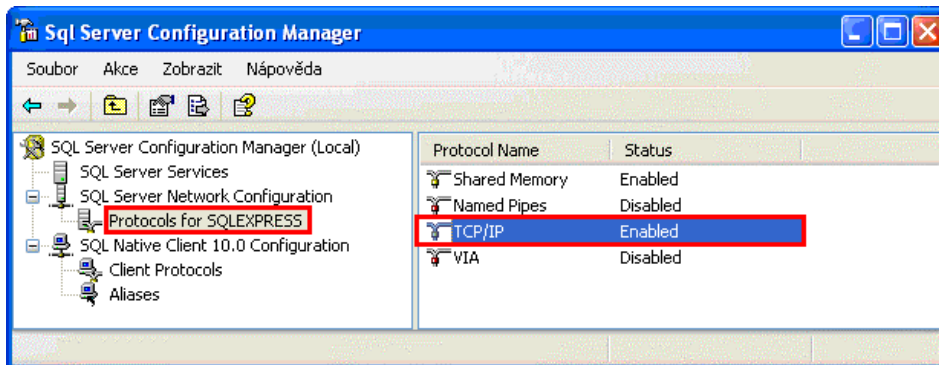 Sql Server Configuration Manager
Soubor Akce Zobrazit Nápověda
SQL Server Configuration Manager (Local)
SQL Server Services
SQL Server Network Configuration
Protocols for SQLEXPRESS
SQL Native Client 10.0 Configuration
Client Protocols
Aliases
Protocol Name Status
Shared Memory Enabled
Named Pipes Disabled
TCP/IP Enabled
VIA Disabled